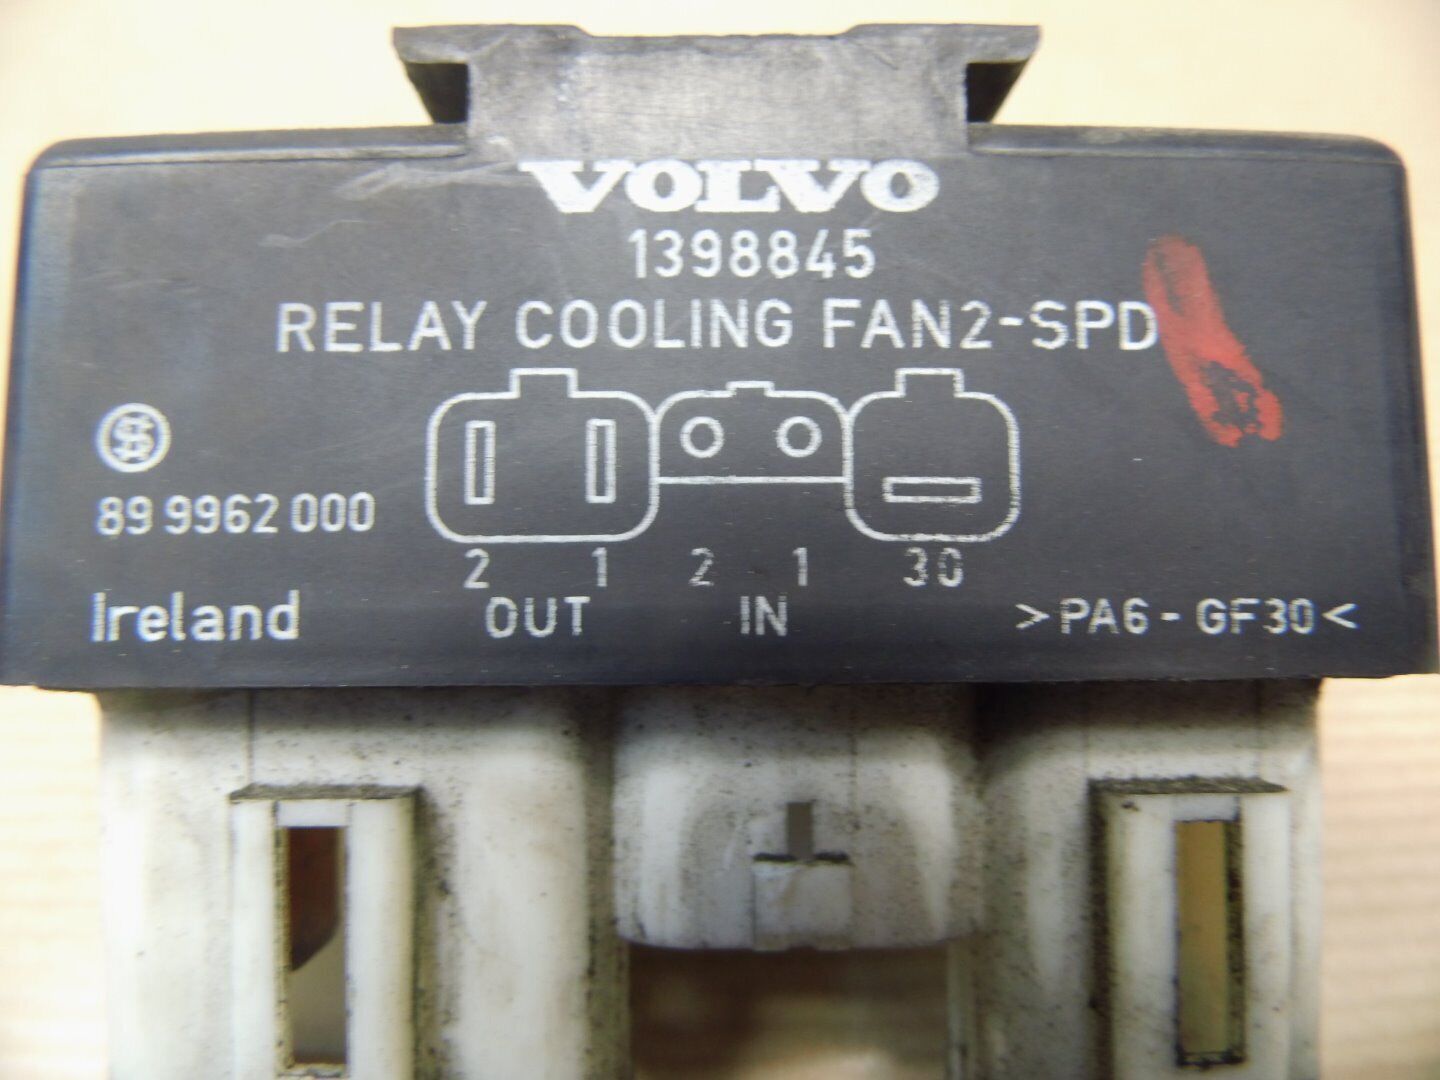 VOLVO
1398845
RELAY COOLING FAN2-SPD
89 9962 000
2 1 2 1 30
OUT IN
Ireland
>PA6-GF30<